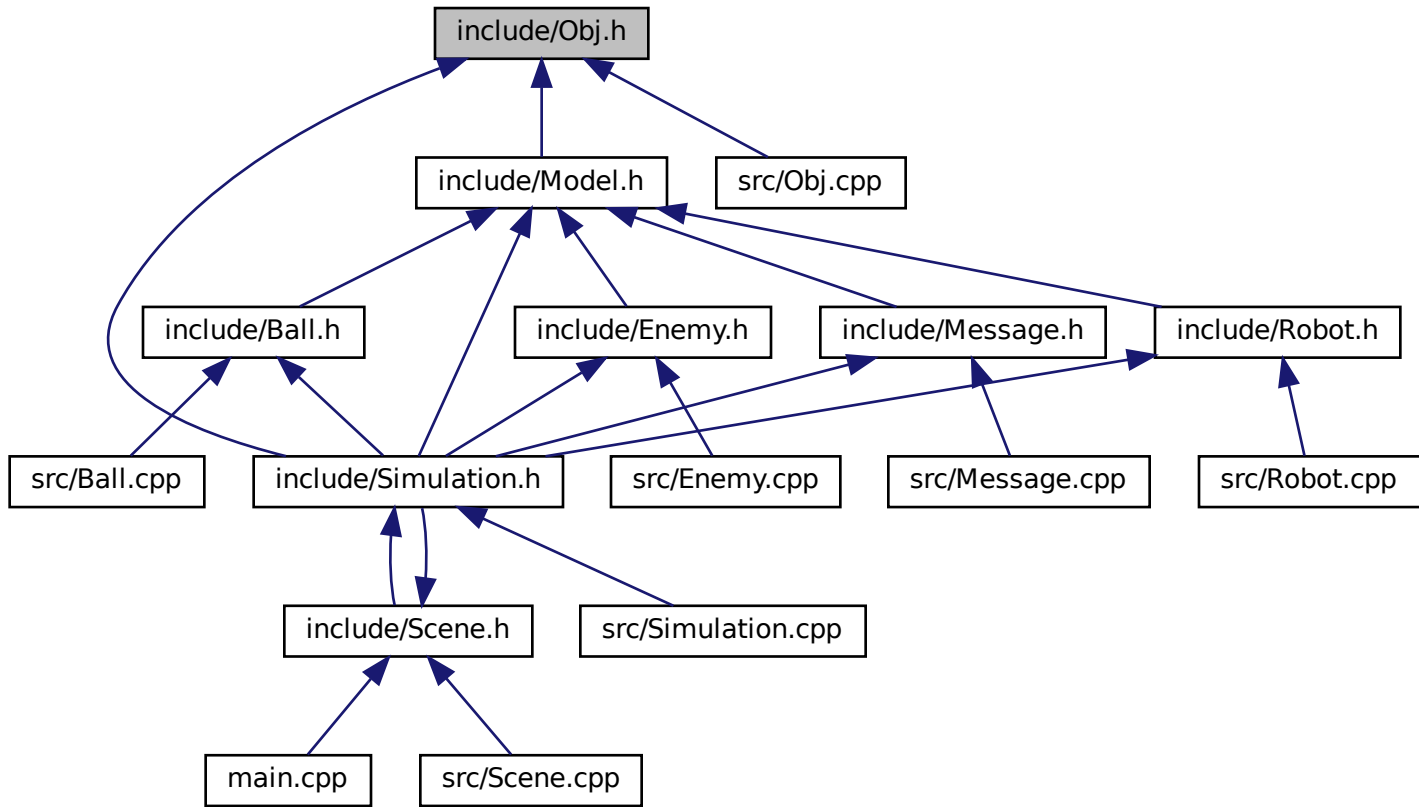 include/Obj.h
include/Model.h
src/Obj.cpp
include/Ball.h
include/Enemy.h
include/Message.h
include/Robot.h
src/Ball.cpp
include/Simulation.h
src/Enemy.cpp
src/Message.cpp
src/Robot.cpp
include/Scene.h
src/Simulation.cpp
main.cpp
src/Scene.cpp